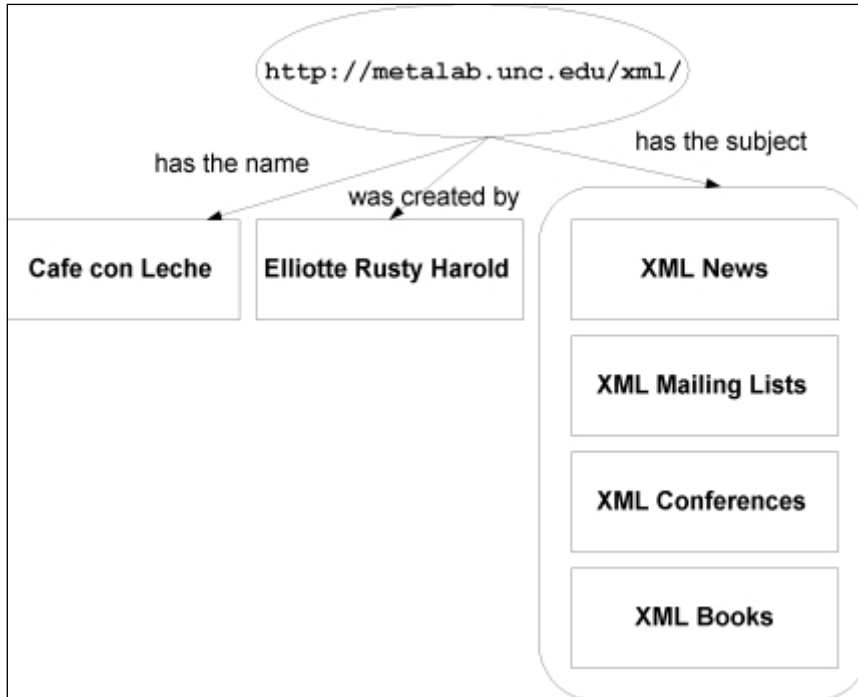 http://metalab.unc.edu/xml/
has the name
was created by
has the subject
Cafe con Leche
Elliotte Rusty Harold
XML News
XML Mailing Lists
XML Conferences
XML Books